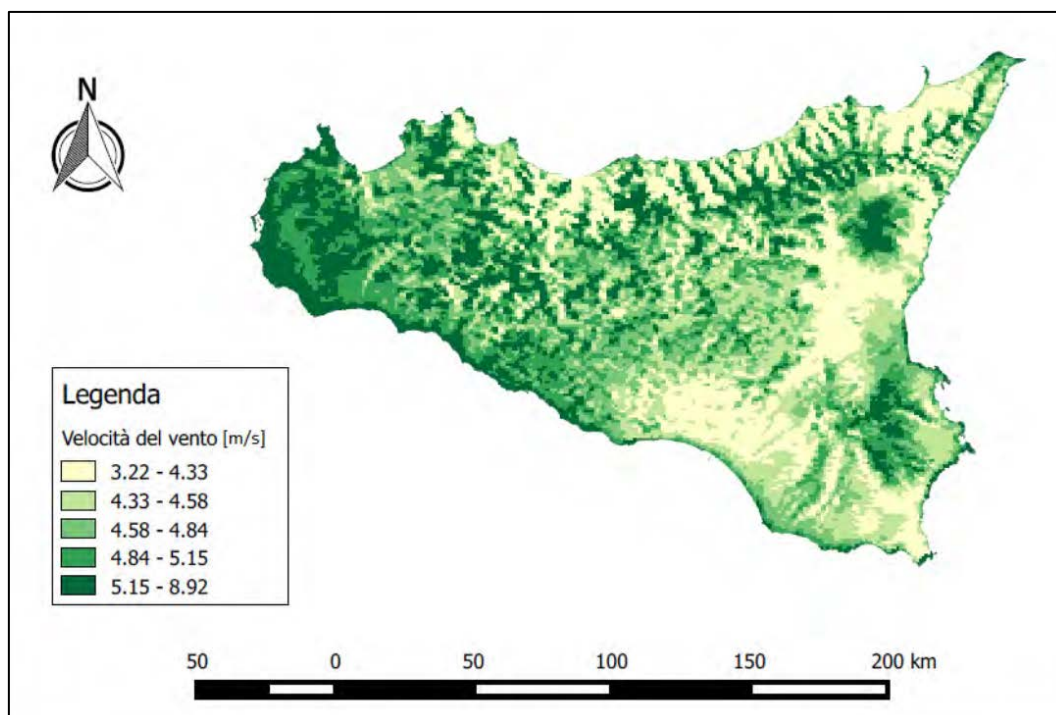 N
Legenda
Velocità del vento [m/s]
3.22 - 4.33
4.33 - 4.58
4.58 - 4.84
4.84 - 5.15
5.15 - 8.92
50 0 50 100 150 200 km